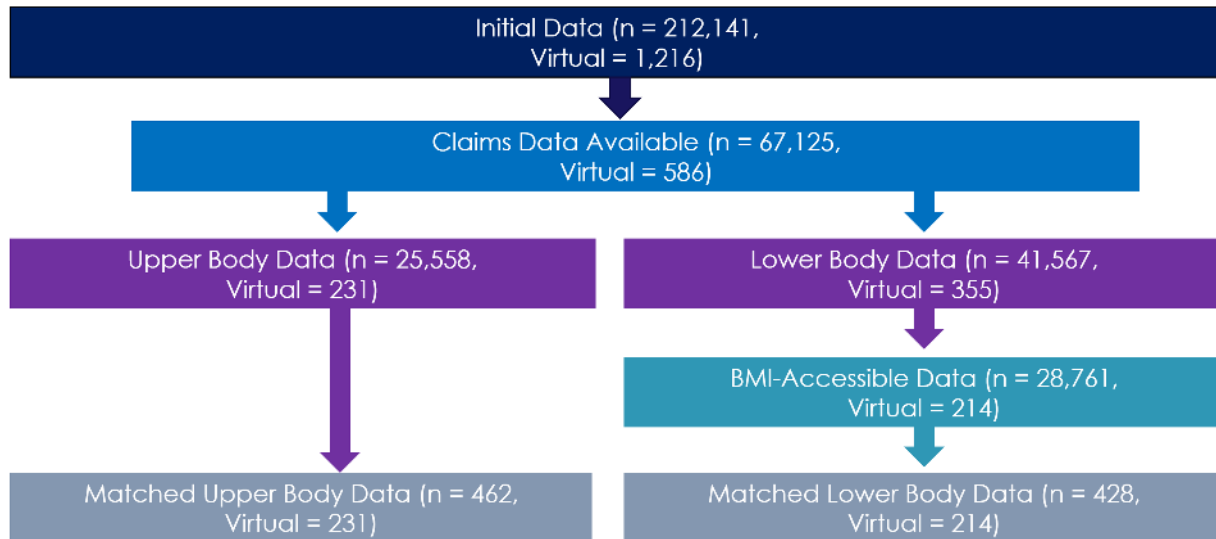 Initial Data (n = 212,141,
Virtual = 1,216)
Claims Data Available (n = 67,125,
Virtual = 586)
Upper Body Data (n = 25,558,
Virtual = 231)
Lower Body Data (n = 41,567,
Virtual = 355)
BMI-Accessible Data (n = 28,761,
Virtual = 214)
Matched Upper Body Data (n = 462,
Virtual = 231)
Matched Lower Body Data (n = 428,
Virtual = 214)